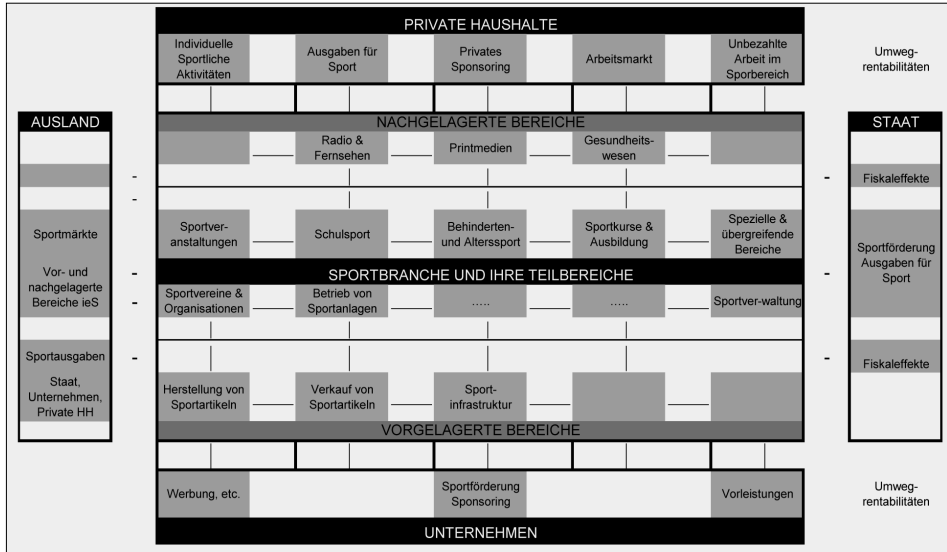 PRIVATE HAUSHALTE
Individuelle
Sportliche
Aktivitäten
Ausgaben für
Sport
Privates
Sponsoring
Arbeitsmarkt
Unbezahlte
Arbeit im
Sporbereich
Umweg-
rentabilitäten
AUSLAND
Sportmärkte
Vor- und
nachgelagerte
Bereiche ieS
Sportausgaben
Staat,
Unternehmen,
Private HH
NACHGELAGERTE BEREICHE
Radio &
Fernsehen
Printmedien
Gesundheits-
wesen
Sportver-
anstaltungen
Schulsport
Behinderten-
und Alterssport
Sportkurse &
Ausbildung
Spezielle &
übergreifende
Bereiche
SPORTBRANCHE UND IHRE TEILBEREICHE
Sportvereine &
Organisationen
Betrieb von
Sportanlagen
.....
.....
Sportver-waltung
Herstellung von
Sportartikeln
Verkauf von
Sportartikeln
Sport-
infrastruktur
VORGELAGERTE BEREICHE
STAAT
Fiskaleffekte
Sportförderung
Ausgaben für
Sport
Fiskaleffekte
Werbung, etc.
Sportförderung
Sponsoring
Vorleistungen
Umweg-
rentabilitäten
UNTERNEHMEN